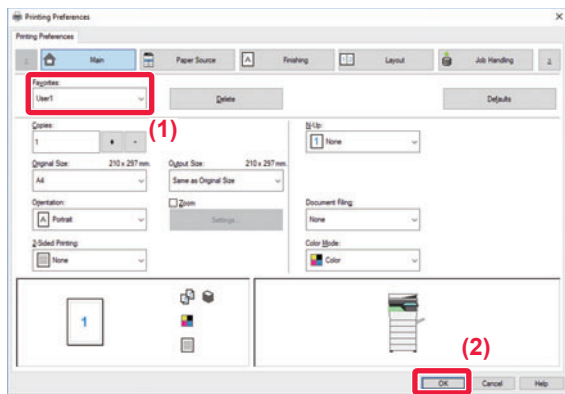 Printing Preferences
Printing Preferences
Main
Paper Source
Finishing
Layout
Job Handling
Favorites:
User1
Delete
Defaults
(1)
Copies:
1
+
-
N-Up:
1
None
Original Size:
210 x 297 mm.
Output Size:
210 x 297 mm.
A4
Same as Original Size
Orientation:
Zoom
Document Filing:
A
Portrait
Settings...
None
2-Sided Printing:
Color Mode:
None
Color
1
(2)
OK
Cancel
Help